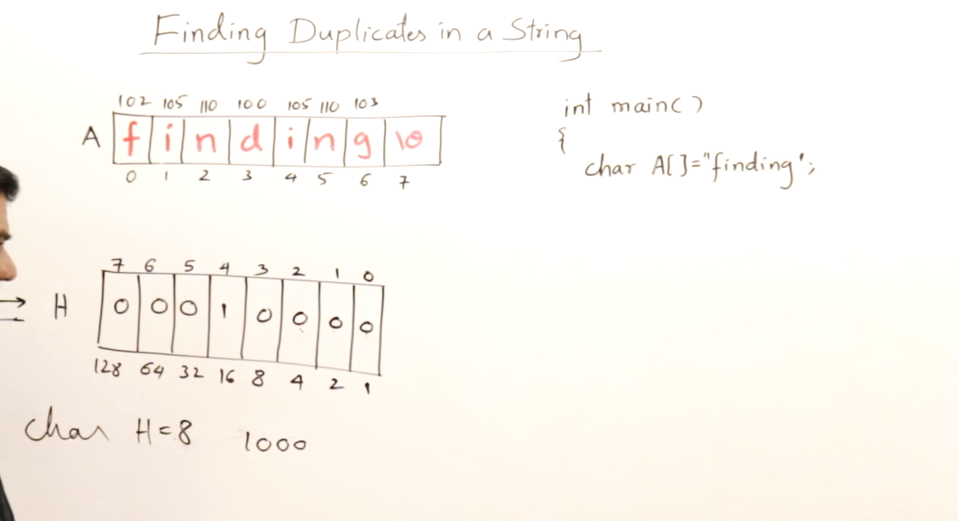 Finding Duplicates in a String
102 105 110 100 105 110 103
A f i n d i n g \0
0 1 2 3 4 5 6 7
int main()
{
char A[]="finding';
7 6 5 4 3 2 1 0
H 0 0 0 1 0 0 0 0
128 64 32 16 8 4 2 1
char H=8 1000